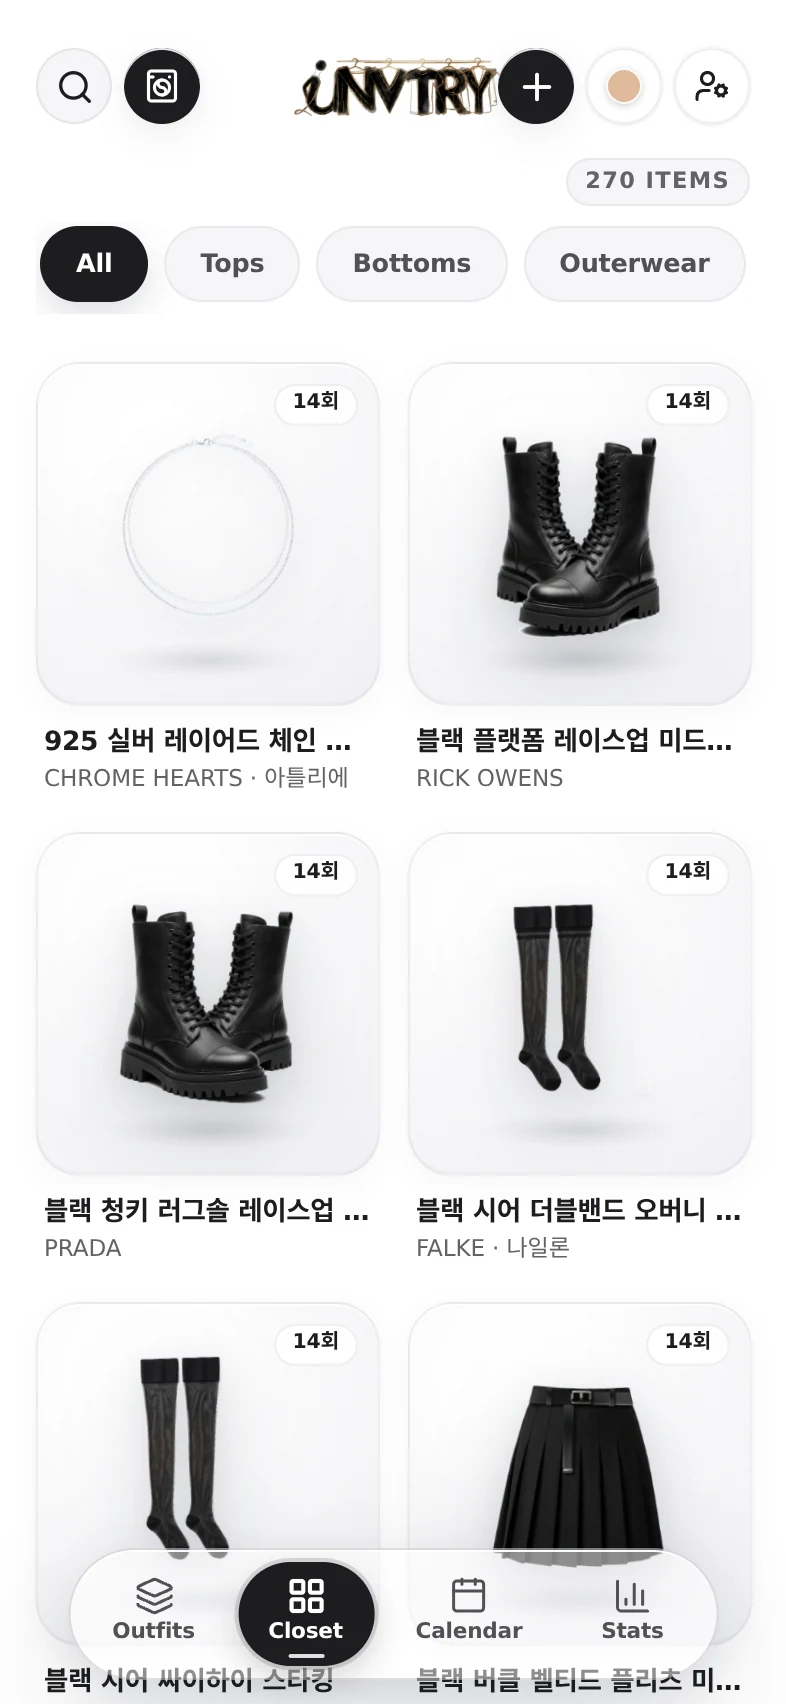 iNVTRY
270 ITEMS
All Tops Bottoms Outerwear
14회 14회
925 실버 레이어드 체인 ... 블랙 플랫폼 레이스업 미드...
CHROME HEARTS · 아틀리에 RICK OWENS
14회 14회
블랙 청키 러그솔 레이스업 ... 블랙 시어 더블밴드 오버니 ...
PRADA FALKE · 나일론
14회 14회
Outfits Closet Calendar Stats
블랙 시어 싸이하이 스타킹 블랙 버클 벨티드 플리츠 미...